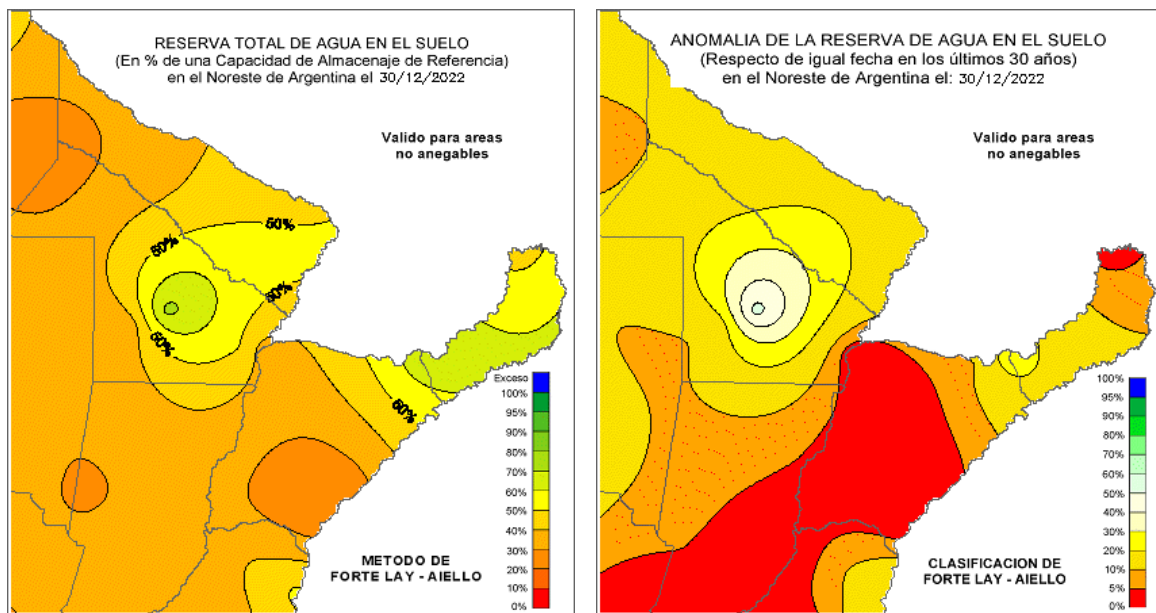 RESERVA TOTAL DE AGUA EN EL SUELO
(En % de una Capacidad de Almacenaje de Referencia)
en el Noreste de Argentina el 30/12/2022
Valido para areas
no anegables
50%
50%
50%
50%
50%
Exceso
100%
95%
90%
80%
70%
60%
50%
40%
30%
20%
10%
0%
METODO DE
FORTE LAY - AIELLO
ANOMALIA DE LA RESERVA DE AGUA EN EL SUELO
(Respecto de igual fecha en los últimos 30 años)
en el Noreste de Argentina el: 30/12/2022
Valido para areas
no anegables
100%
95%
90%
80%
70%
60%
50%
40%
30%
20%
10%
5%
0%
CLASIFICACION DE
FORTE LAY - AIELLO